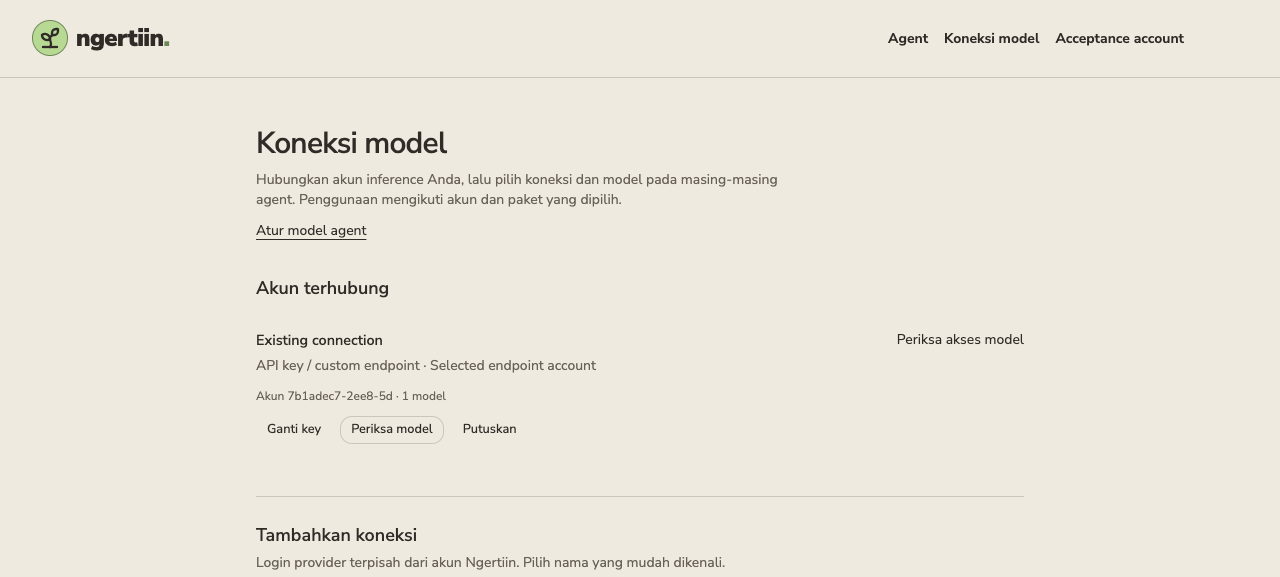 ngertiin.
Agent Koneksi model Acceptance account
Koneksi model
Hubungkan akun inference Anda, lalu pilih koneksi dan model pada masing-masing
agent. Penggunaan mengikuti akun dan paket yang dipilih.
Atur model agent
Akun terhubung
Existing connection
Periksa akses model
API key / custom endpoint · Selected endpoint account
Akun 7b1adec7-2ee8-5d · 1 model
Ganti key Periksa model Putuskan
Tambahkan koneksi
Login provider terpisah dari akun Ngertiin. Pilih nama yang mudah dikenali.